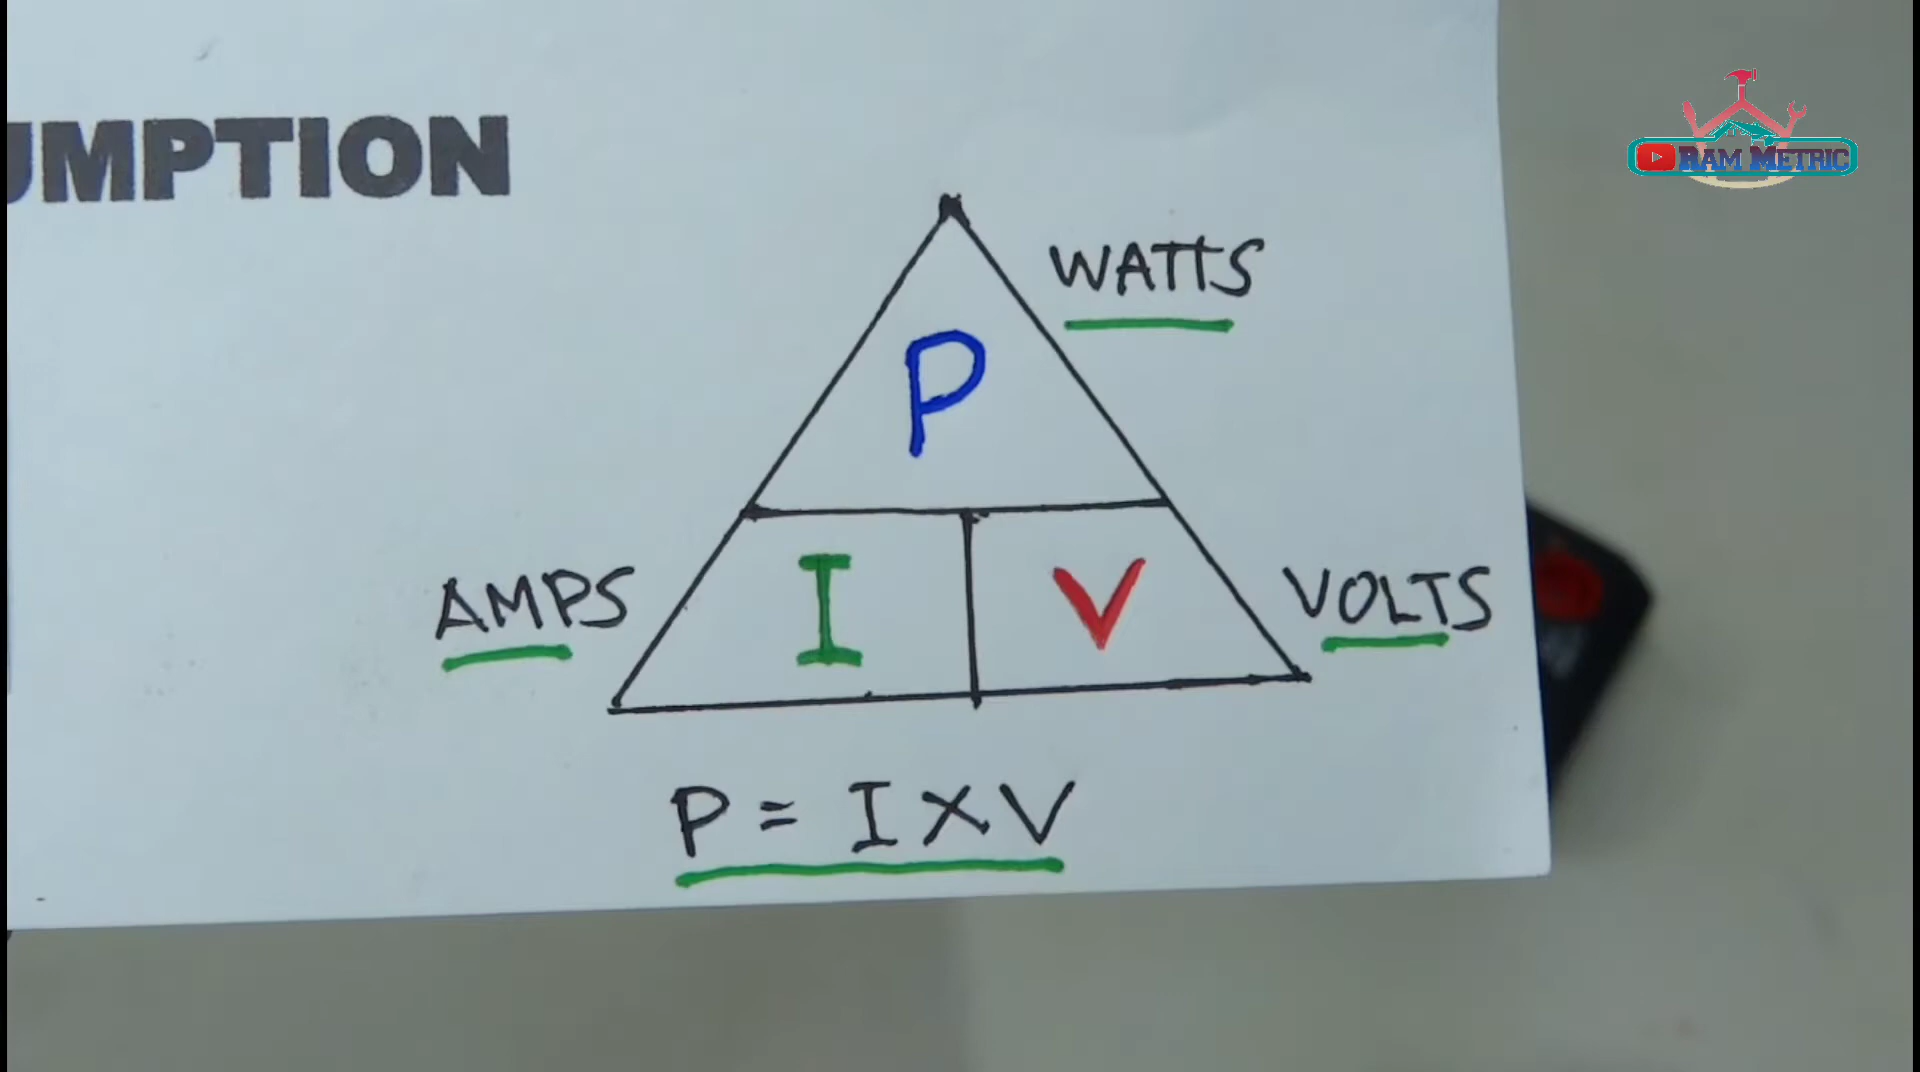 UMPTION
WATTS
P
I V
AMPS
VOLTS
P = I X V
RAM METRIC